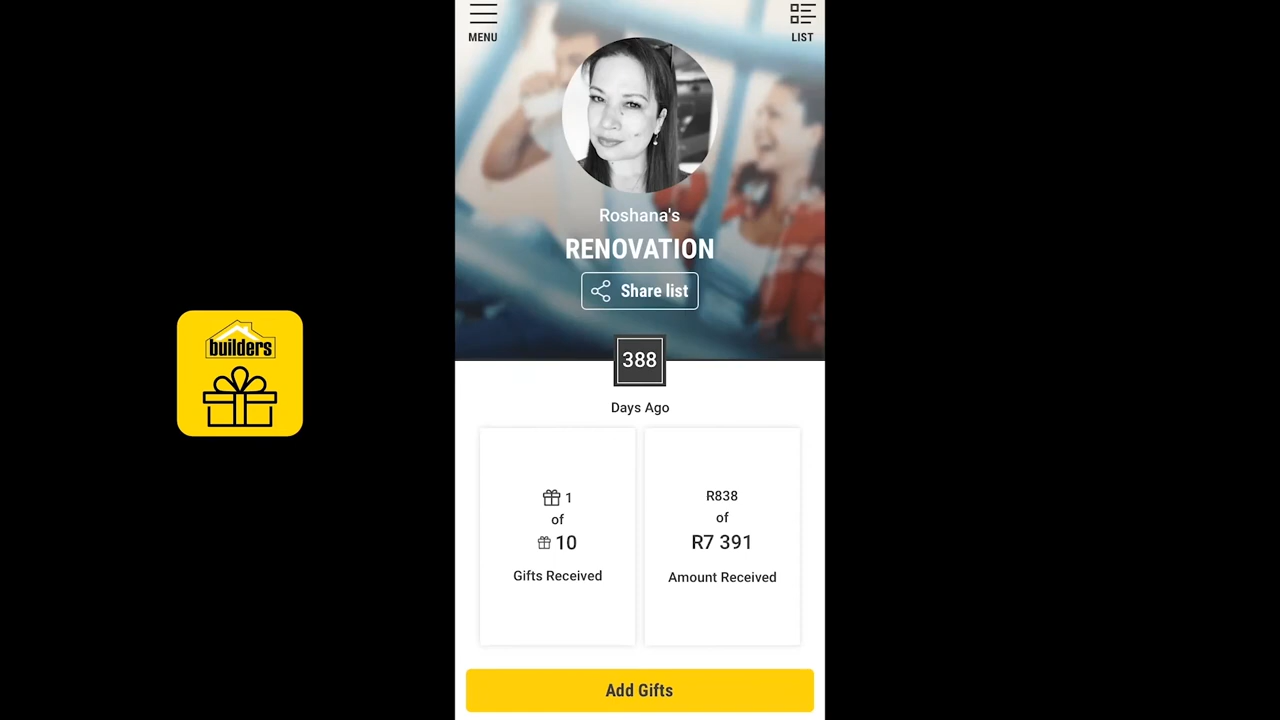 MENU
LIST
Roshana's
RENOVATION
Share list
builders
388
Days Ago
1
of
10
Gifts Received
R838
of
R7 391
Amount Received
Add Gifts